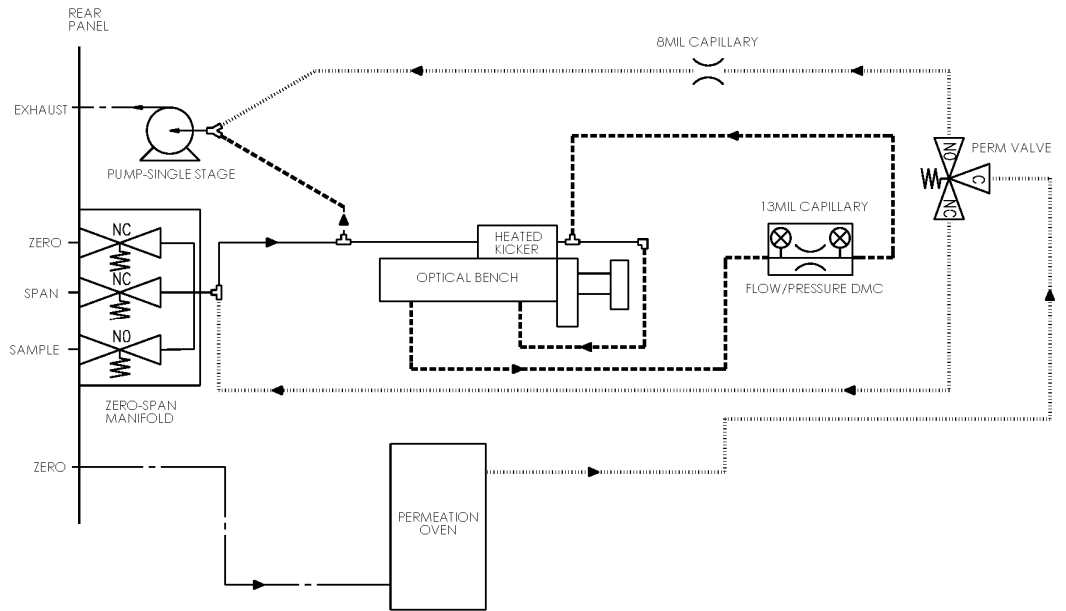 REAR
PANEL
8MIL CAPILLARY
EXHAUST
PUMP-SINGLE STAGE
NO
PERM VALVE
C
NC
13MIL CAPILLARY
FLOW/PRESSURE DMC
ZERO
NC
SPAN
NC
SAMPLE
NO
HEATED
KICKER
OPTICAL BENCH
ZERO-SPAN
MANIFOLD
ZERO
PERMEATION
OVEN